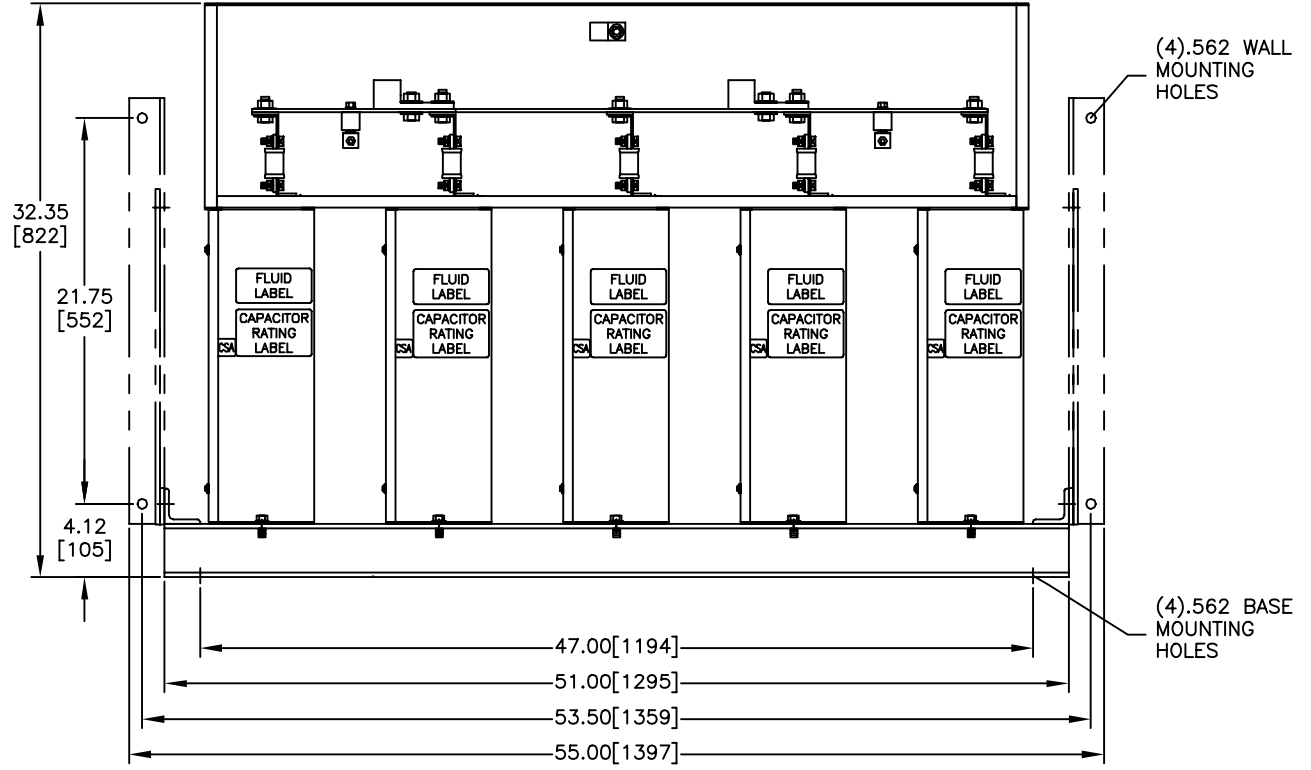 (4).562 WALL
MOUNTING
HOLES
32.35
[822]
21.75
[552]
4.12
[105]
FLUID
LABEL
CAPACITOR
RATING
LABEL
CSA
FLUID
LABEL
CAPACITOR
RATING
LABEL
CSA
FLUID
LABEL
CAPACITOR
RATING
LABEL
CSA
FLUID
LABEL
CAPACITOR
RATING
LABEL
CSA
FLUID
LABEL
CAPACITOR
RATING
LABEL
CSA
(4).562 BASE
MOUNTING
HOLES
47.00[1194]
51.00[1295]
53.50[1359]
55.00[1397]